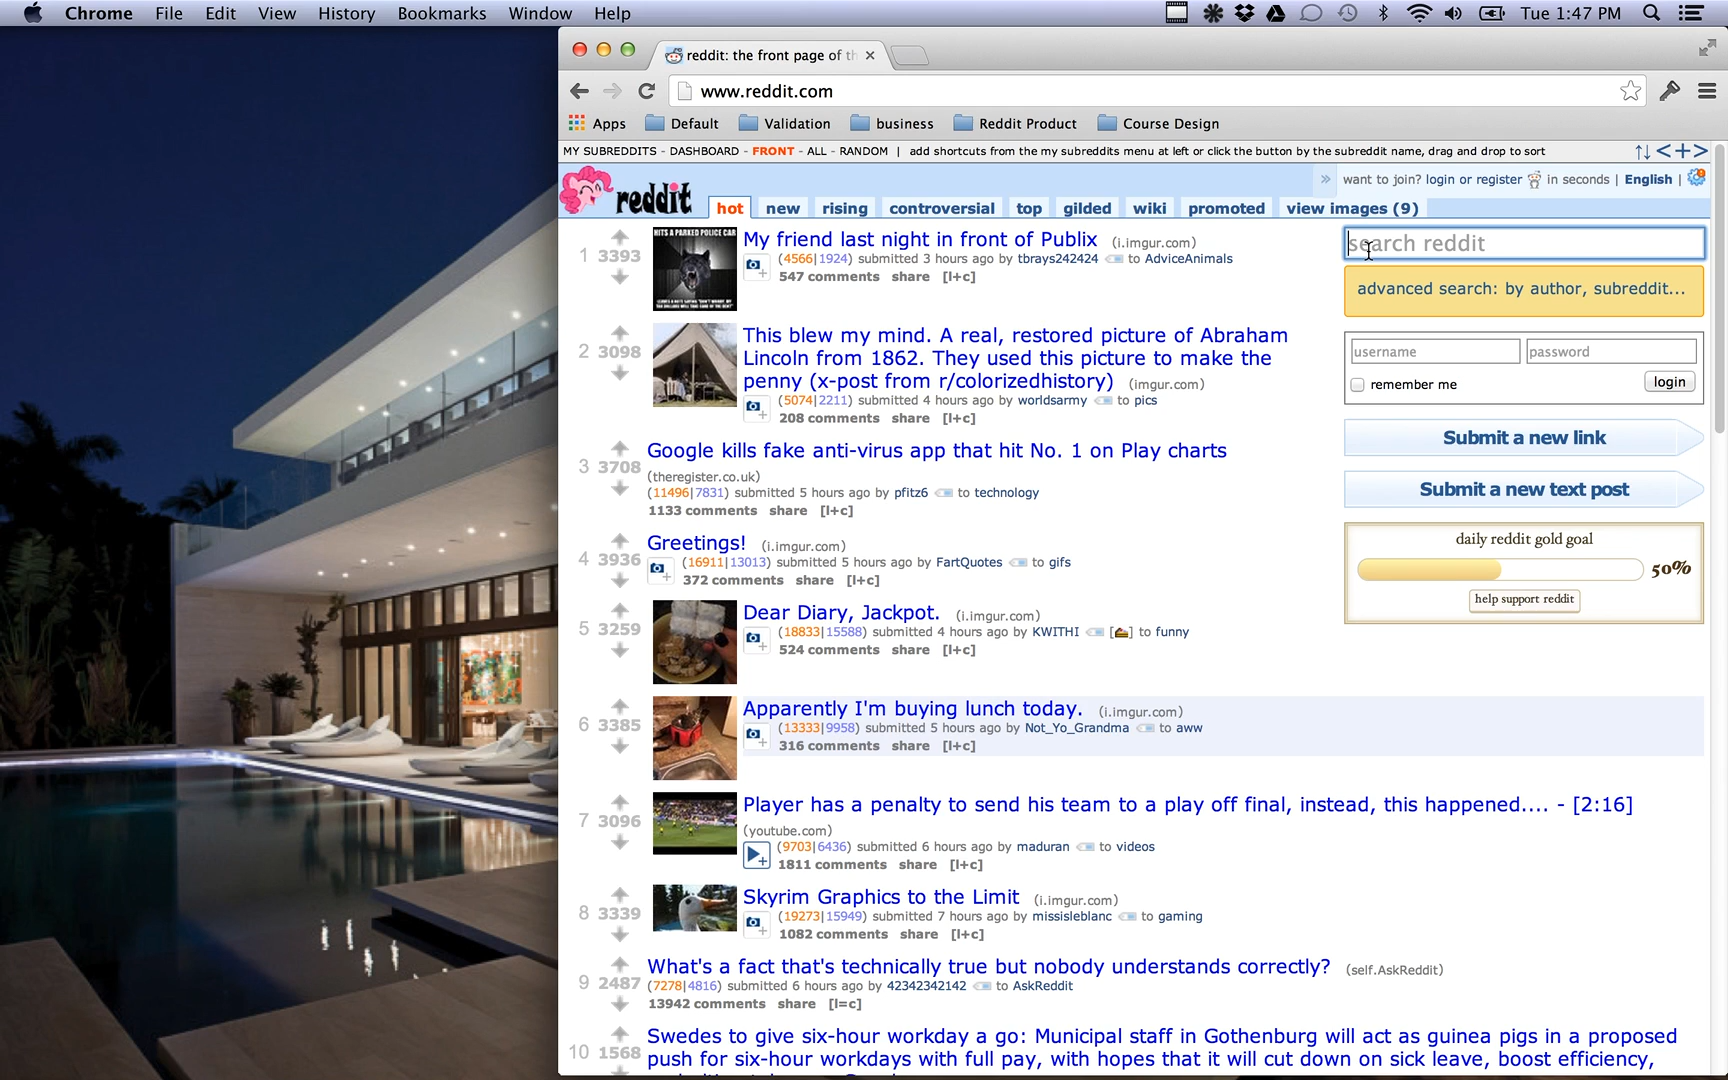 Chrome File Edit View History Bookmarks Window Help Tue 1:47 PM
reddit: the front page of th
www.reddit.com
Apps Default Validation business Reddit Product Course Design
MY SUBREDDITS - DASHBOARD - FRONT - ALL - RANDOM | add shortcuts from the my subreddits menu at left or click the button by the subreddit name, drag and drop to sort
want to join? login or register in seconds | English |
reddit hot new rising controversial top gilded wiki promoted view images (9)
1 3393
HITS A PARKED POLICE CAR
My friend last night in front of Publix (i.imgur.com)
(4566|1924) submitted 3 hours ago by tbrays242424 to AdviceAnimals
547 comments share [l+c]
2 3098
This blew my mind. A real, restored picture of Abraham
Lincoln from 1862. They used this picture to make the
penny (x-post from r/colorizedhistory) (imgur.com)
(5074|2211) submitted 4 hours ago by worldsarmy to pics
208 comments share [l+c]
3 3708
Google kills fake anti-virus app that hit No. 1 on Play charts
(theregister.co.uk)
(11496|7831) submitted 5 hours ago by pfitz6 to technology
1133 comments share [l+c]
4 3936
Greetings! (i.imgur.com)
(16911|13013) submitted 5 hours ago by FartQuotes to gifs
372 comments share [l+c]
5 3259
Dear Diary, Jackpot. (i.imgur.com)
(18833|15588) submitted 4 hours ago by KWITHI [ ] to funny
524 comments share [l+c]
6 3385
Apparently I'm buying lunch today. (i.imgur.com)
(13333|9958) submitted 5 hours ago by Not_Yo_Grandma to aww
316 comments share [l+c]
7 3096
Player has a penalty to send his team to a play off final, instead, this happened.... - [2:16]
(youtube.com)
(9703|6436) submitted 6 hours ago by maduran to videos
1811 comments share [l+c]
8 3339
Skyrim Graphics to the Limit (i.imgur.com)
(19273|15949) submitted 7 hours ago by missisleblanc to gaming
1082 comments share [l+c]
9 2487
What's a fact that's technically true but nobody understands correctly? (self.AskReddit)
(7278|4816) submitted 6 hours ago by 42342342142 to AskReddit
13942 comments share [l=c]
10 1568
Swedes to give six-hour workday a go: Municipal staff in Gothenburg will act as guinea pigs in a proposed
push for six-hour workdays with full pay, with hopes that it will cut down on sick leave, boost efficiency,
search reddit
advanced search: by author, subreddit...
username password
remember me login
Submit a new link
Submit a new text post
daily reddit gold goal
50%
help support reddit